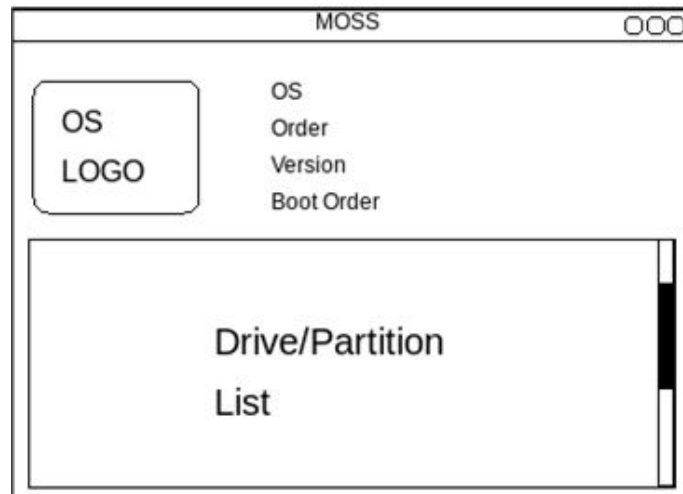 MOSS
OS
LOGO
OS
Order
Version
Boot Order
Drive/Partition
List